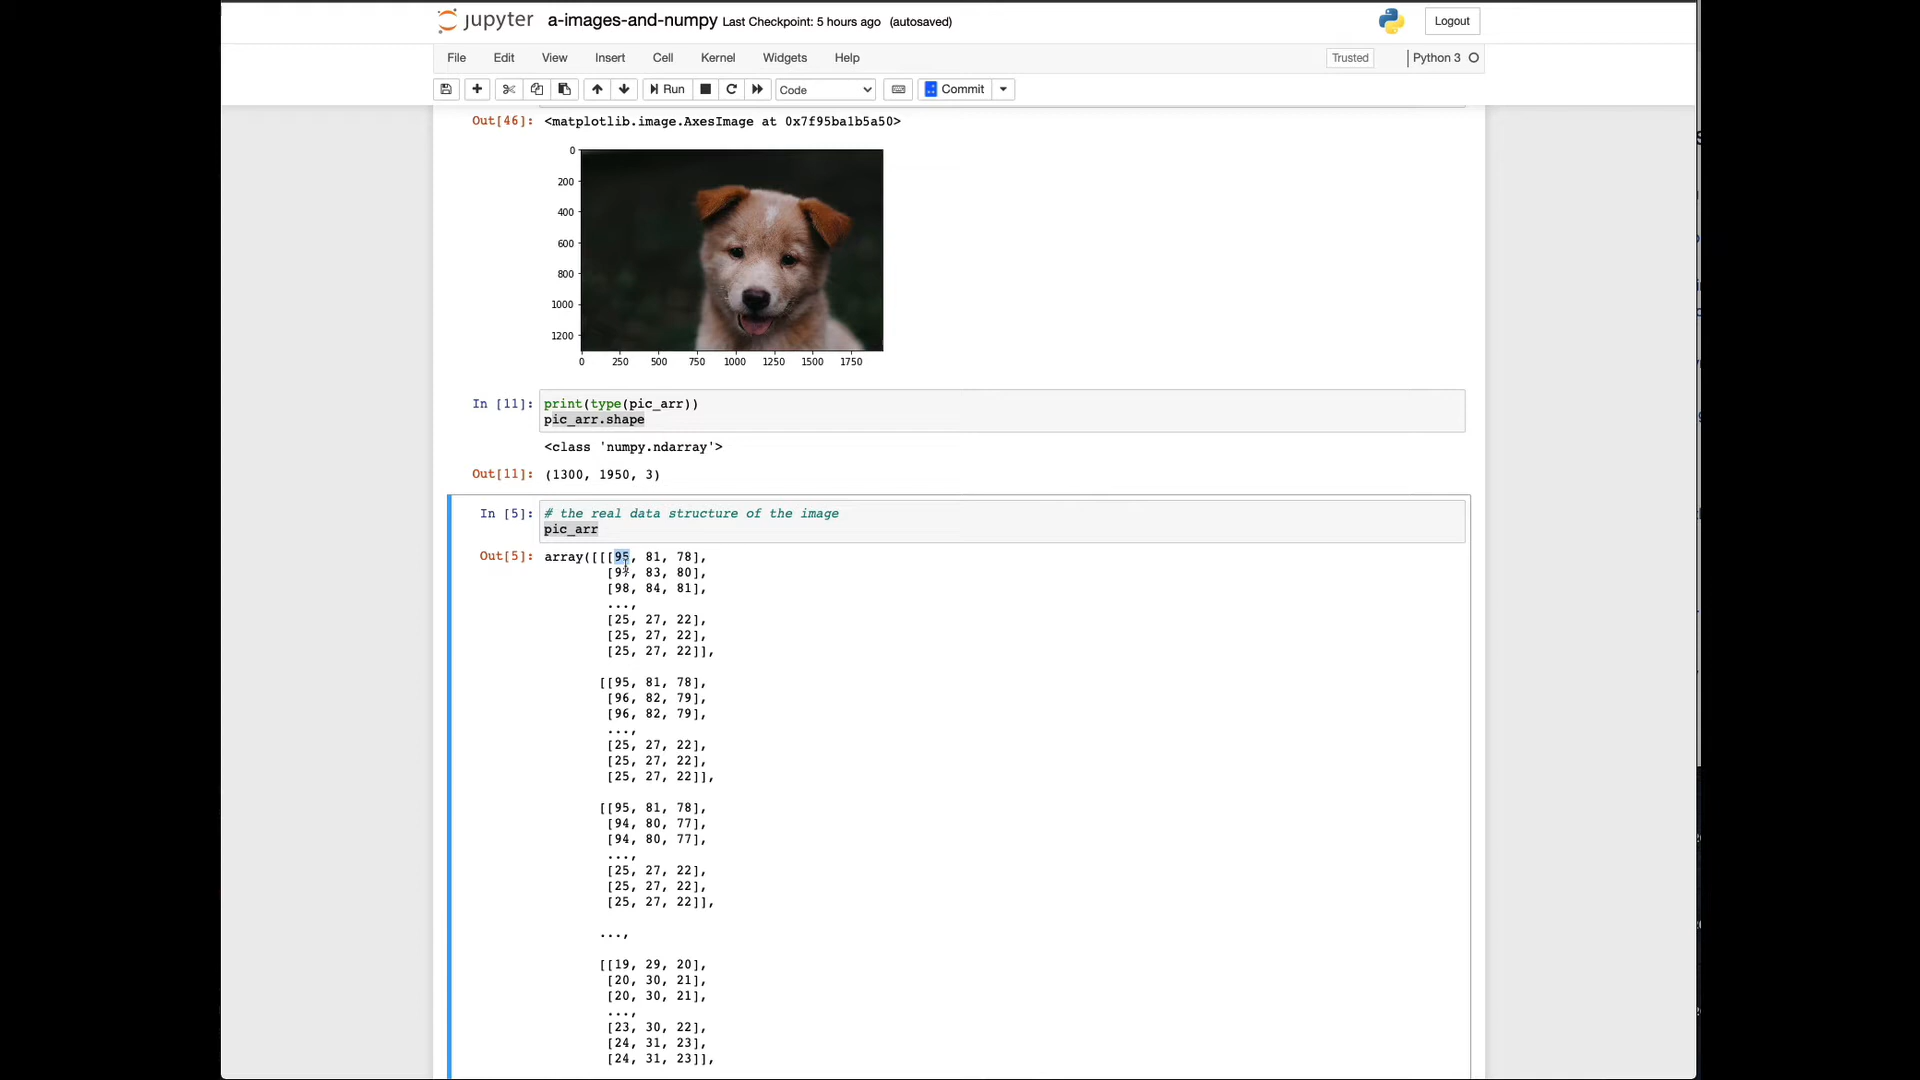 jupyter a-images-and-numpy Last Checkpoint: 5 hours ago (autosaved) Logout
File Edit View Insert Cell Kernel Widgets Help Trusted Python 3
Run Code Commit
Out[46]: <matplotlib.image.AxesImage at 0x7f95ba1b5a50>
0
200
400
600
800
1000
1200
0 250 500 750 1000 1250 1500 1750
In [11]: print(type(pic_arr))
pic_arr.shape
<class 'numpy.ndarray'>
Out[11]: (1300, 1950, 3)
In [5]: # the real data structure of the image
pic_arr
Out[5]: array([[[95, 81, 78],
[97, 83, 80],
[98, 84, 81],
...,
[25, 27, 22],
[25, 27, 22],
[25, 27, 22]],
[[95, 81, 78],
[96, 82, 79],
[96, 82, 79],
...,
[25, 27, 22],
[25, 27, 22],
[25, 27, 22]],
[[95, 81, 78],
[94, 80, 77],
[94, 80, 77],
...,
[25, 27, 22],
[25, 27, 22],
[25, 27, 22]],
...,
[[19, 29, 20],
[20, 30, 21],
[20, 30, 21],
...,
[23, 30, 22],
[24, 31, 23],
[24, 31, 23]],